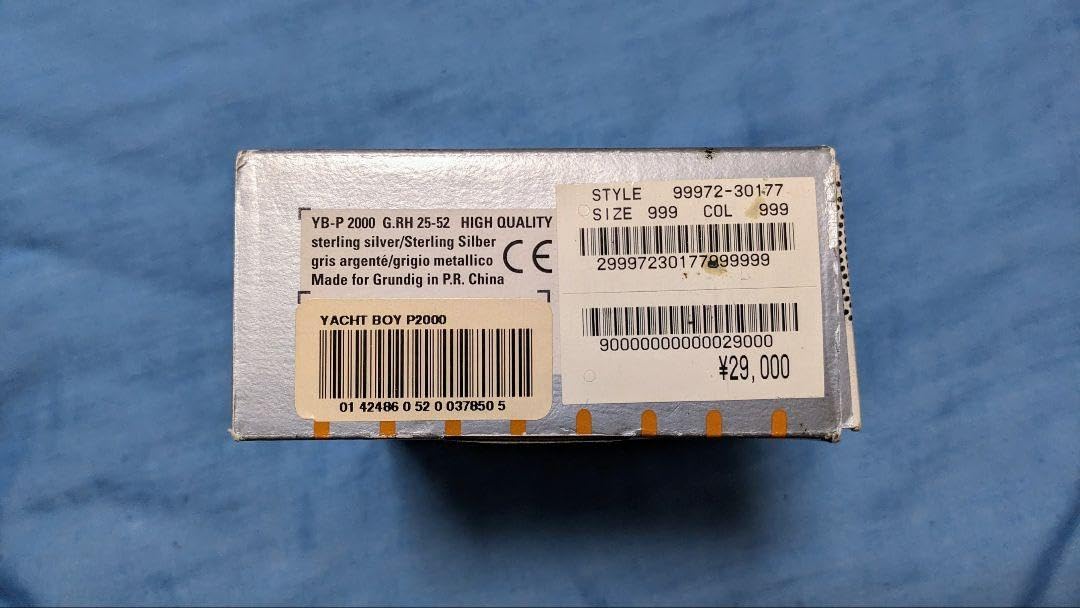 YB-P 2000 G.RH 25-52 HIGH QUALITY
sterling silver/Sterling Silber
gris argenté/grigio metallico
Made for Grundig in P.R. China
CE
YACHT BOY P2000
01 42486 0 52 0 037850 5
STYLE 99972-30177
SIZE 999 COL 999
29997230177999999
90000000000029000
¥29,000